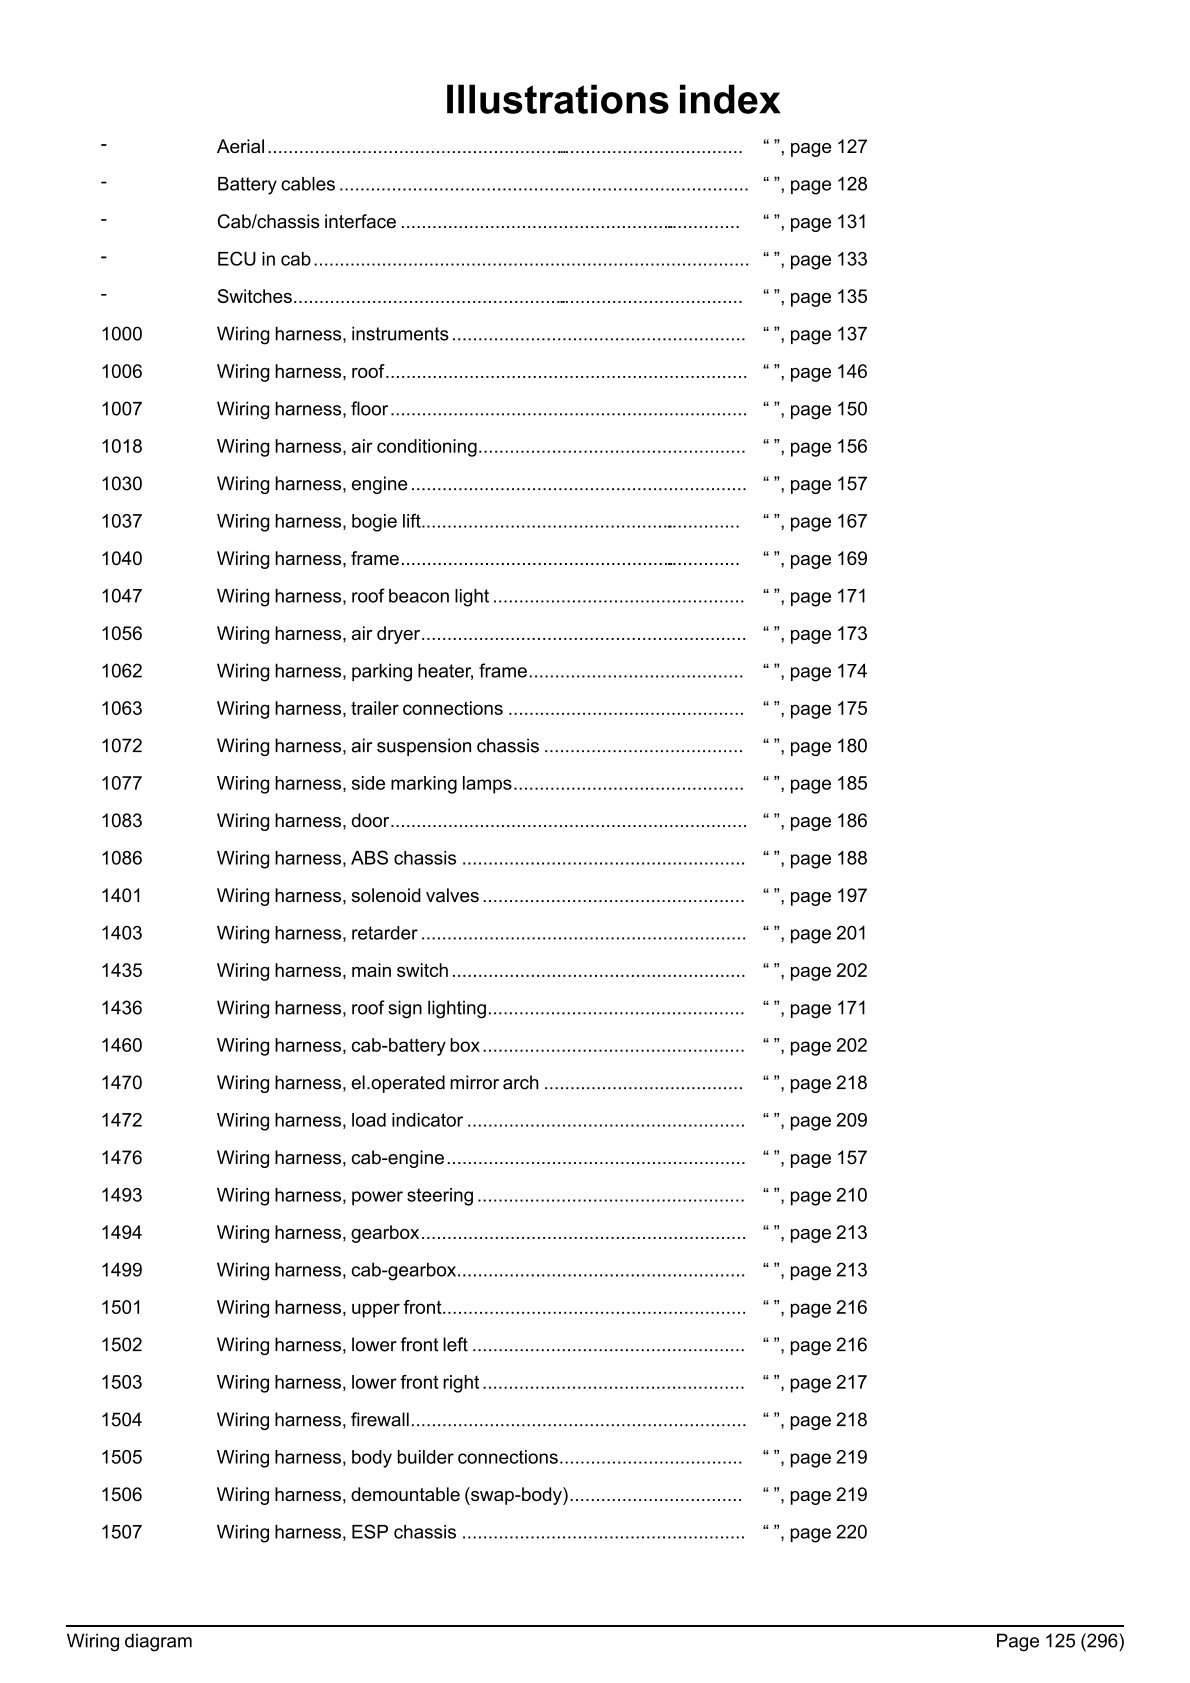 Illustrations index
- Aerial ........................................................................................... “ ”, page 127
- Battery cables .............................................................................. “ ”, page 128
- Cab/chassis interface ................................................................. “ ”, page 131
- ECU in cab ................................................................................... “ ”, page 133
- Switches ...................................................................................... “ ”, page 135
1000 Wiring harness, instruments ........................................................ “ ”, page 137
1006 Wiring harness, roof ..................................................................... “ ”, page 146
1007 Wiring harness, floor .................................................................... “ ”, page 150
1018 Wiring harness, air conditioning ................................................... “ ”, page 156
1030 Wiring harness, engine ................................................................ “ ”, page 157
1037 Wiring harness, bogie lift ............................................................. “ ”, page 167
1040 Wiring harness, frame ................................................................. “ ”, page 169
1047 Wiring harness, roof beacon light ................................................ “ ”, page 171
1056 Wiring harness, air dryer .............................................................. “ ”, page 173
1062 Wiring harness, parking heater, frame ......................................... “ ”, page 174
1063 Wiring harness, trailer connections ............................................. “ ”, page 175
1072 Wiring harness, air suspension chassis ...................................... “ ”, page 180
1077 Wiring harness, side marking lamps ............................................ “ ”, page 185
1083 Wiring harness, door .................................................................... “ ”, page 186
1086 Wiring harness, ABS chassis ...................................................... “ ”, page 188
1401 Wiring harness, solenoid valves .................................................. “ ”, page 197
1403 Wiring harness, retarder .............................................................. “ ”, page 201
1435 Wiring harness, main switch ........................................................ “ ”, page 202
1436 Wiring harness, roof sign lighting ................................................. “ ”, page 171
1460 Wiring harness, cab-battery box .................................................. “ ”, page 202
1470 Wiring harness, el.operated mirror arch ...................................... “ ”, page 218
1472 Wiring harness, load indicator ..................................................... “ ”, page 209
1476 Wiring harness, cab-engine ......................................................... “ ”, page 157
1493 Wiring harness, power steering ................................................... “ ”, page 210
1494 Wiring harness, gearbox .............................................................. “ ”, page 213
1499 Wiring harness, cab-gearbox ....................................................... “ ”, page 213
1501 Wiring harness, upper front .......................................................... “ ”, page 216
1502 Wiring harness, lower front left .................................................... “ ”, page 216
1503 Wiring harness, lower front right .................................................. “ ”, page 217
1504 Wiring harness, firewall ................................................................ “ ”, page 218
1505 Wiring harness, body builder connections ................................... “ ”, page 219
1506 Wiring harness, demountable (swap-body) ................................. “ ”, page 219
1507 Wiring harness, ESP chassis ...................................................... “ ”, page 220
Wiring diagram Page 125 (296)